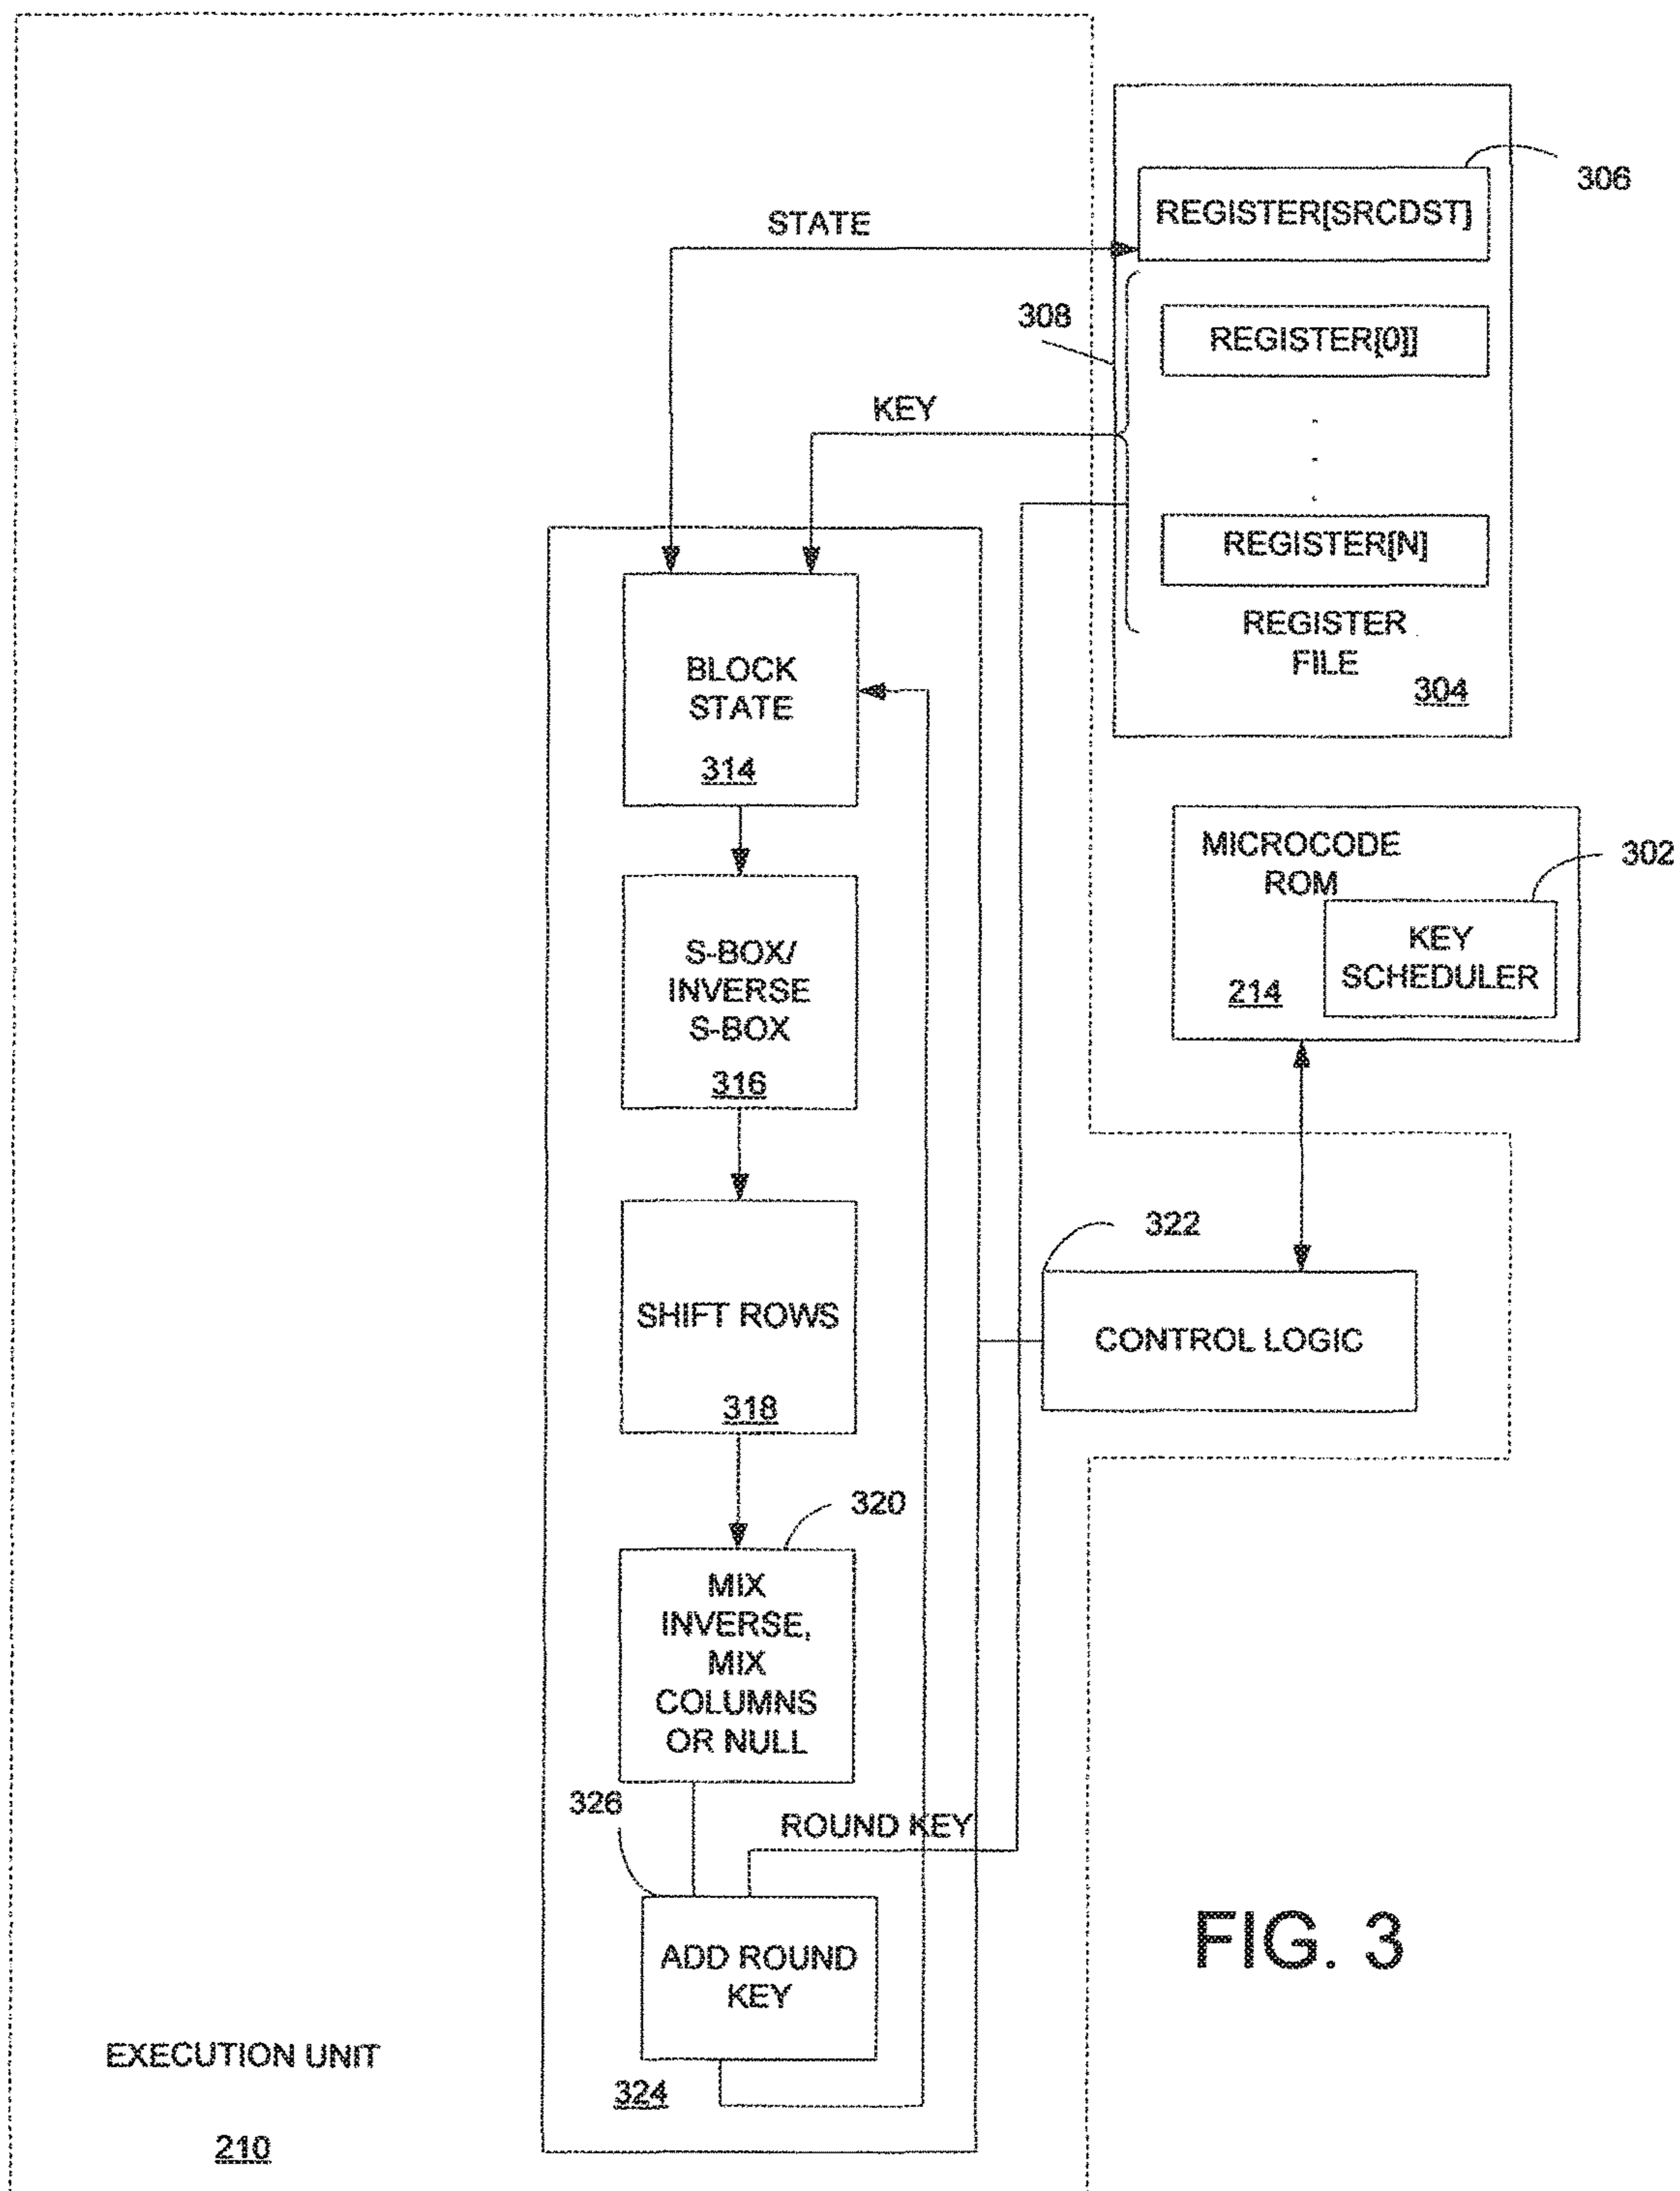 306
REGISTER[SRCDST]
STATE
308
REGISTER[0]]
KEY
REGISTER[N]
REGISTER
FILE
304
BLOCK
STATE
314
MICROCODE
ROM
302
KEY
SCHEDULER
214
S-BOX/
INVERSE
S-BOX
316
322
SHIFT ROWS
318
CONTROL LOGIC
320
MIX
INVERSE,
MIX
COLUMNS
OR NULL
326
ROUND KEY
ADD ROUND
KEY
FIG. 3
EXECUTION UNIT
324
210